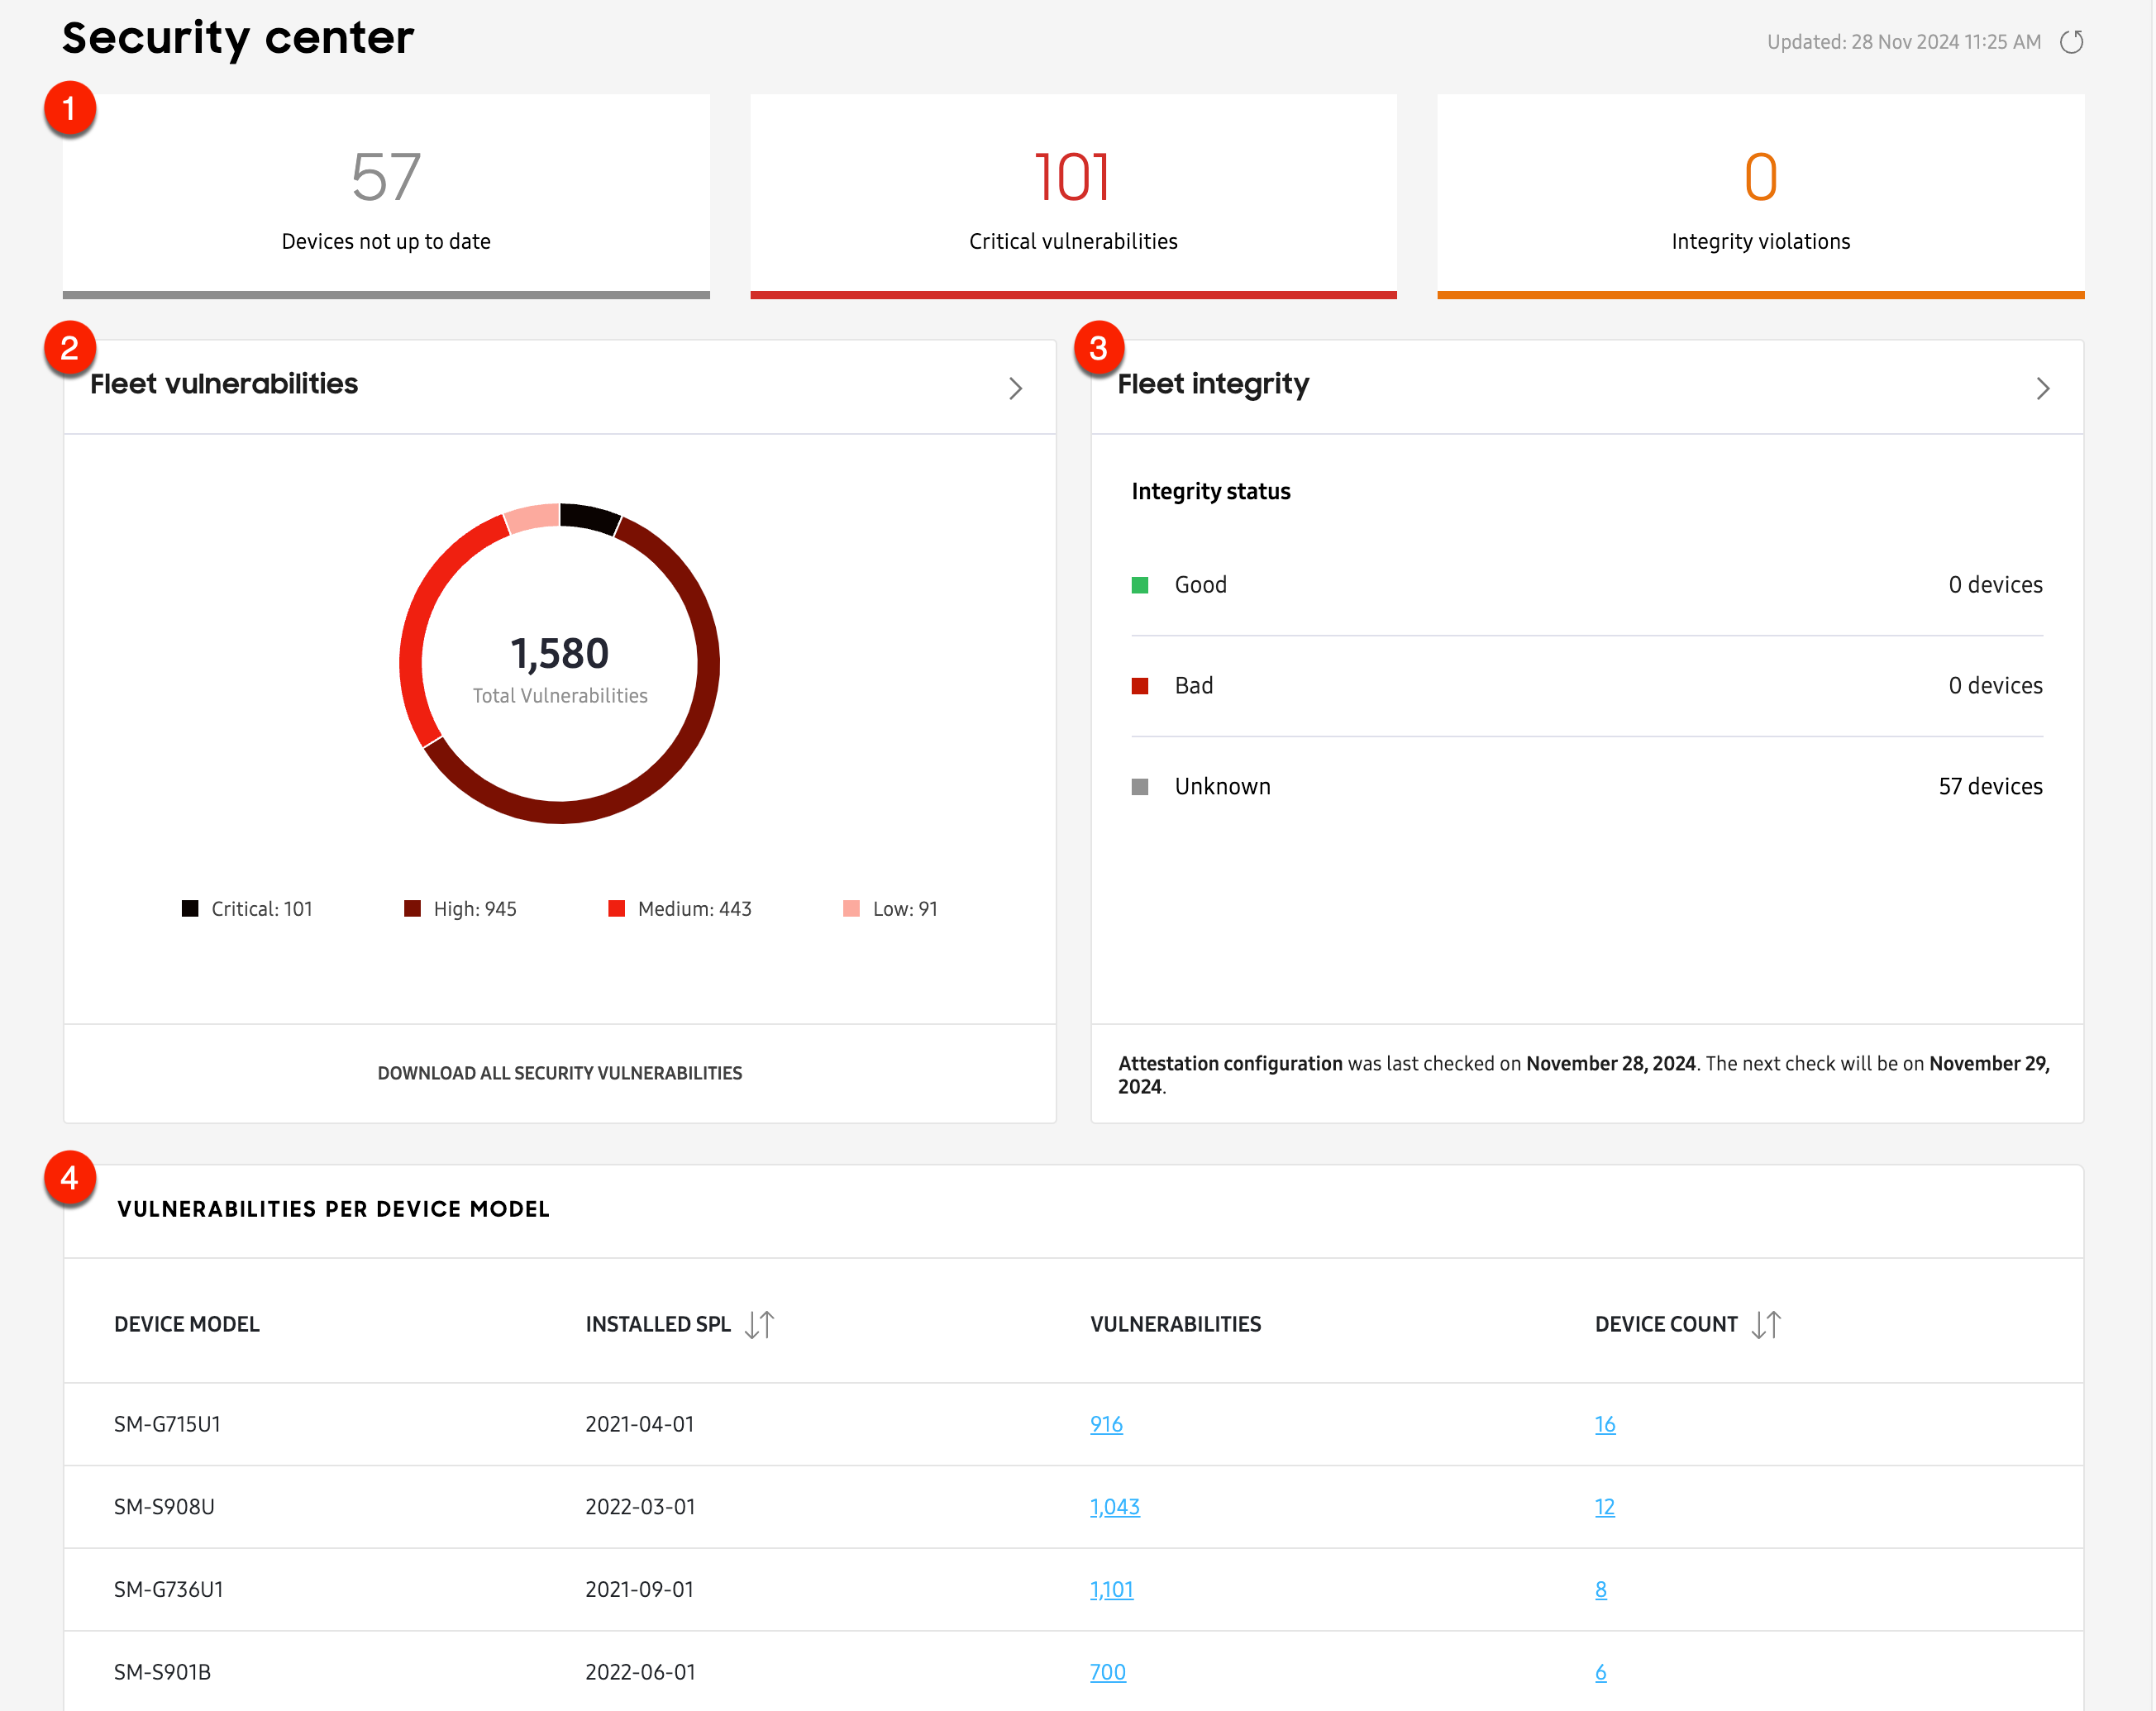 Security center
Updated: 28 Nov 2024 11:25 AM
1
57
Devices not up to date
101
Critical vulnerabilities
0
Integrity violations
2
Fleet vulnerabilities
1,580
Total Vulnerabilities
Critical: 101
High: 945
Medium: 443
Low: 91
DOWNLOAD ALL SECURITY VULNERABILITIES
3
Fleet integrity
Integrity status
Good 0 devices
Bad 0 devices
Unknown 57 devices
Attestation configuration was last checked on November 28, 2024. The next check will be on November 29,
2024.
4
VULNERABILITIES PER DEVICE MODEL
DEVICE MODEL INSTALLED SPL VULNERABILITIES DEVICE COUNT
SM-G715U1 2021-04-01 916 16
SM-S908U 2022-03-01 1,043 12
SM-G736U1 2021-09-01 1,101 8
SM-S901B 2022-06-01 700 6